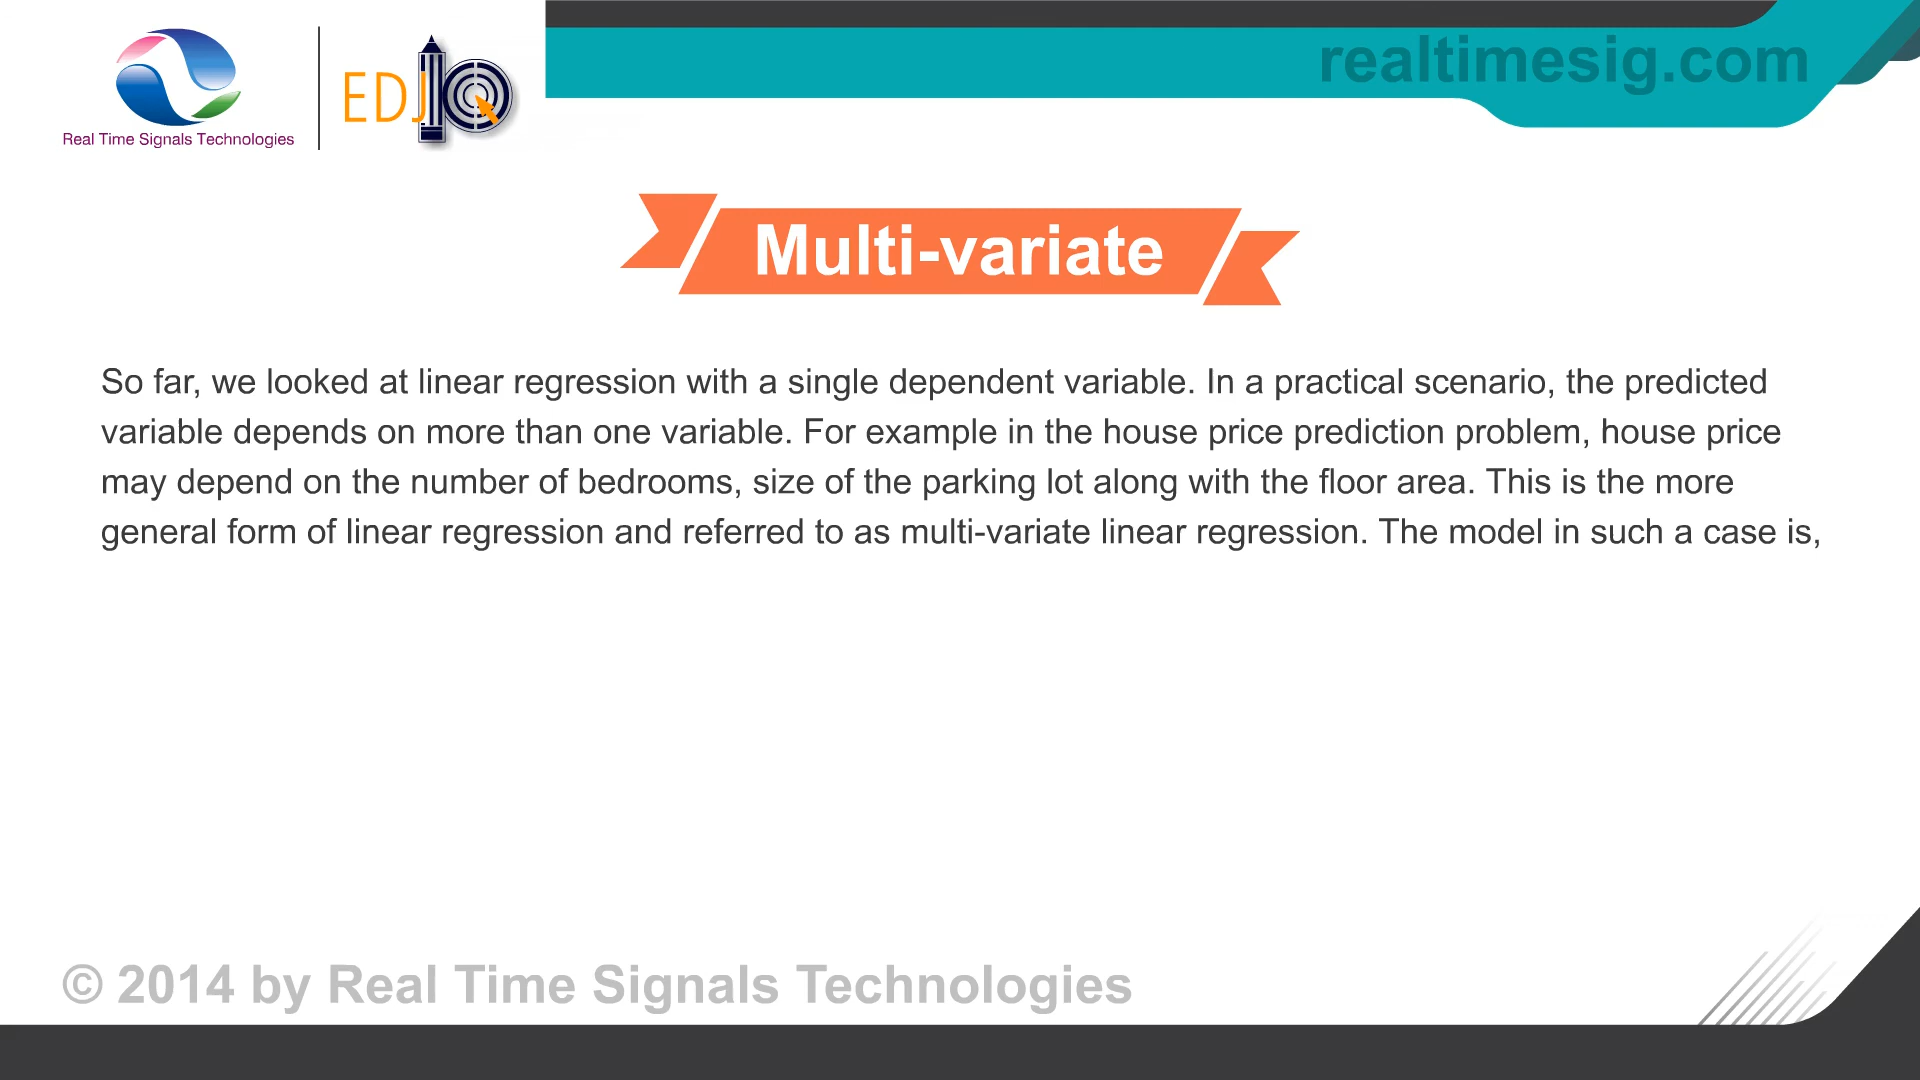 Real Time Signals Technologies
EDJIQ
realtimesig.com
Multi-variate
So far, we looked at linear regression with a single dependent variable. In a practical scenario, the predicted
variable depends on more than one variable. For example in the house price prediction problem, house price
may depend on the number of bedrooms, size of the parking lot along with the floor area. This is the more
general form of linear regression and referred to as multi-variate linear regression. The model in such a case is,
© 2014 by Real Time Signals Technologies